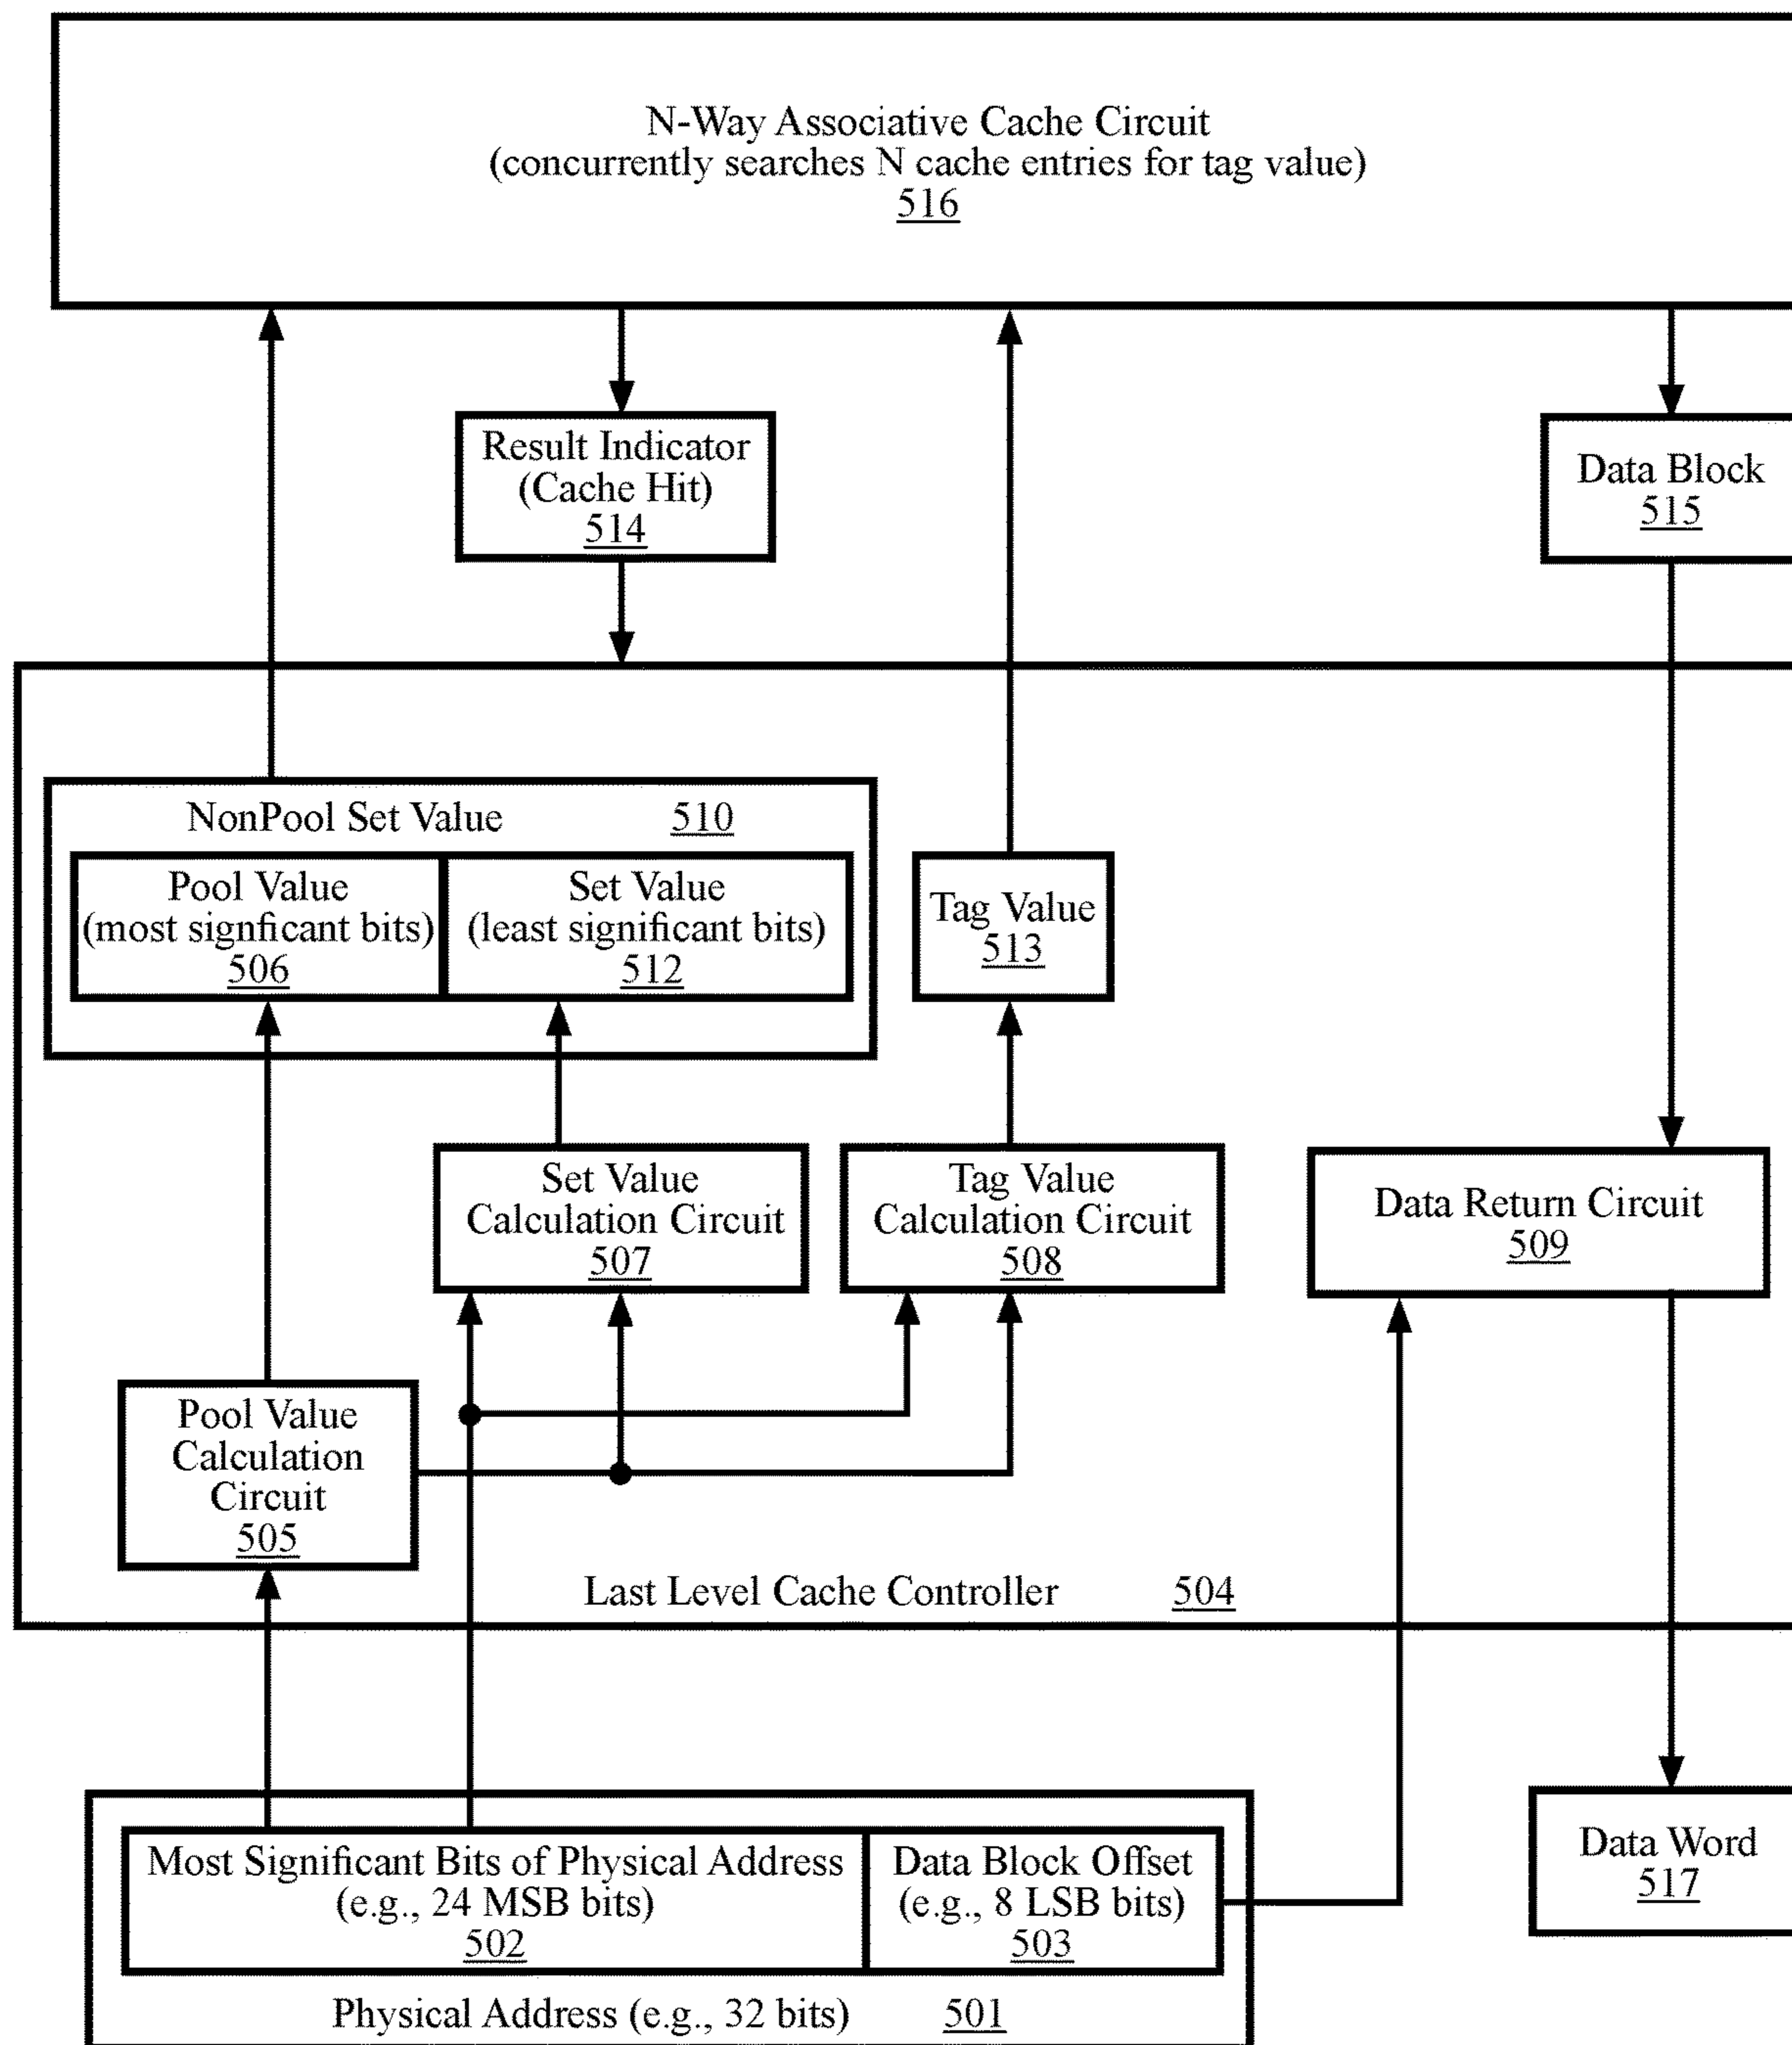 N-Way Associative Cache Circuit
(concurrently searches N cache entries for tag value)
516
Result Indicator
(Cache Hit)
514
Data Block
515
NonPool Set Value 510
Pool Value
(most signficant bits)
506
Set Value
(least significant bits)
512
Tag Value
513
Set Value
Calculation Circuit
507
Tag Value
Calculation Circuit
508
Data Return Circuit
509
Pool Value
Calculation
Circuit
505
Last Level Cache Controller 504
Most Significant Bits of Physical Address
(e.g., 24 MSB bits)
502
Data Block Offset
(e.g., 8 LSB bits)
503
Data Word
517
Physical Address (e.g., 32 bits) 501